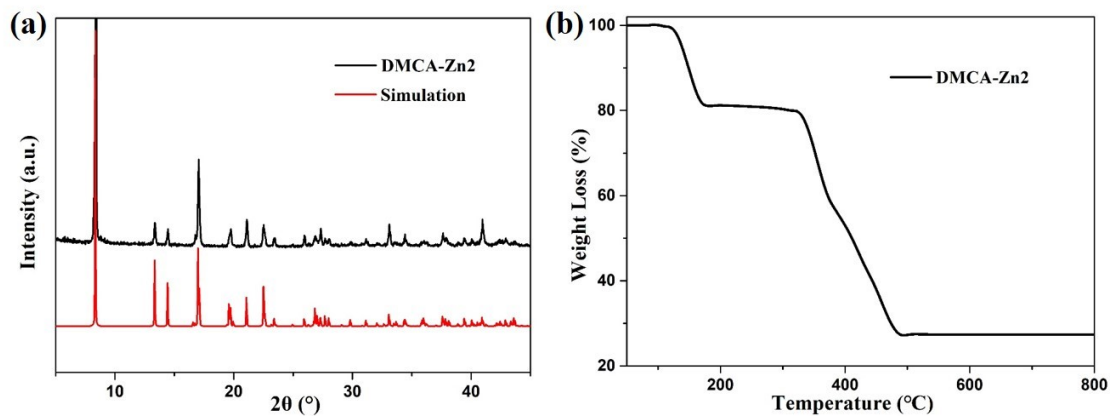 (a)
Intensity (a.u.)
DMCA-Zn2
Simulation
10
20
30
40
2θ (°)
(b)
Weight Loss (%)
100
80
60
40
20
DMCA-Zn2
200
400
600
800
Temperature (℃)